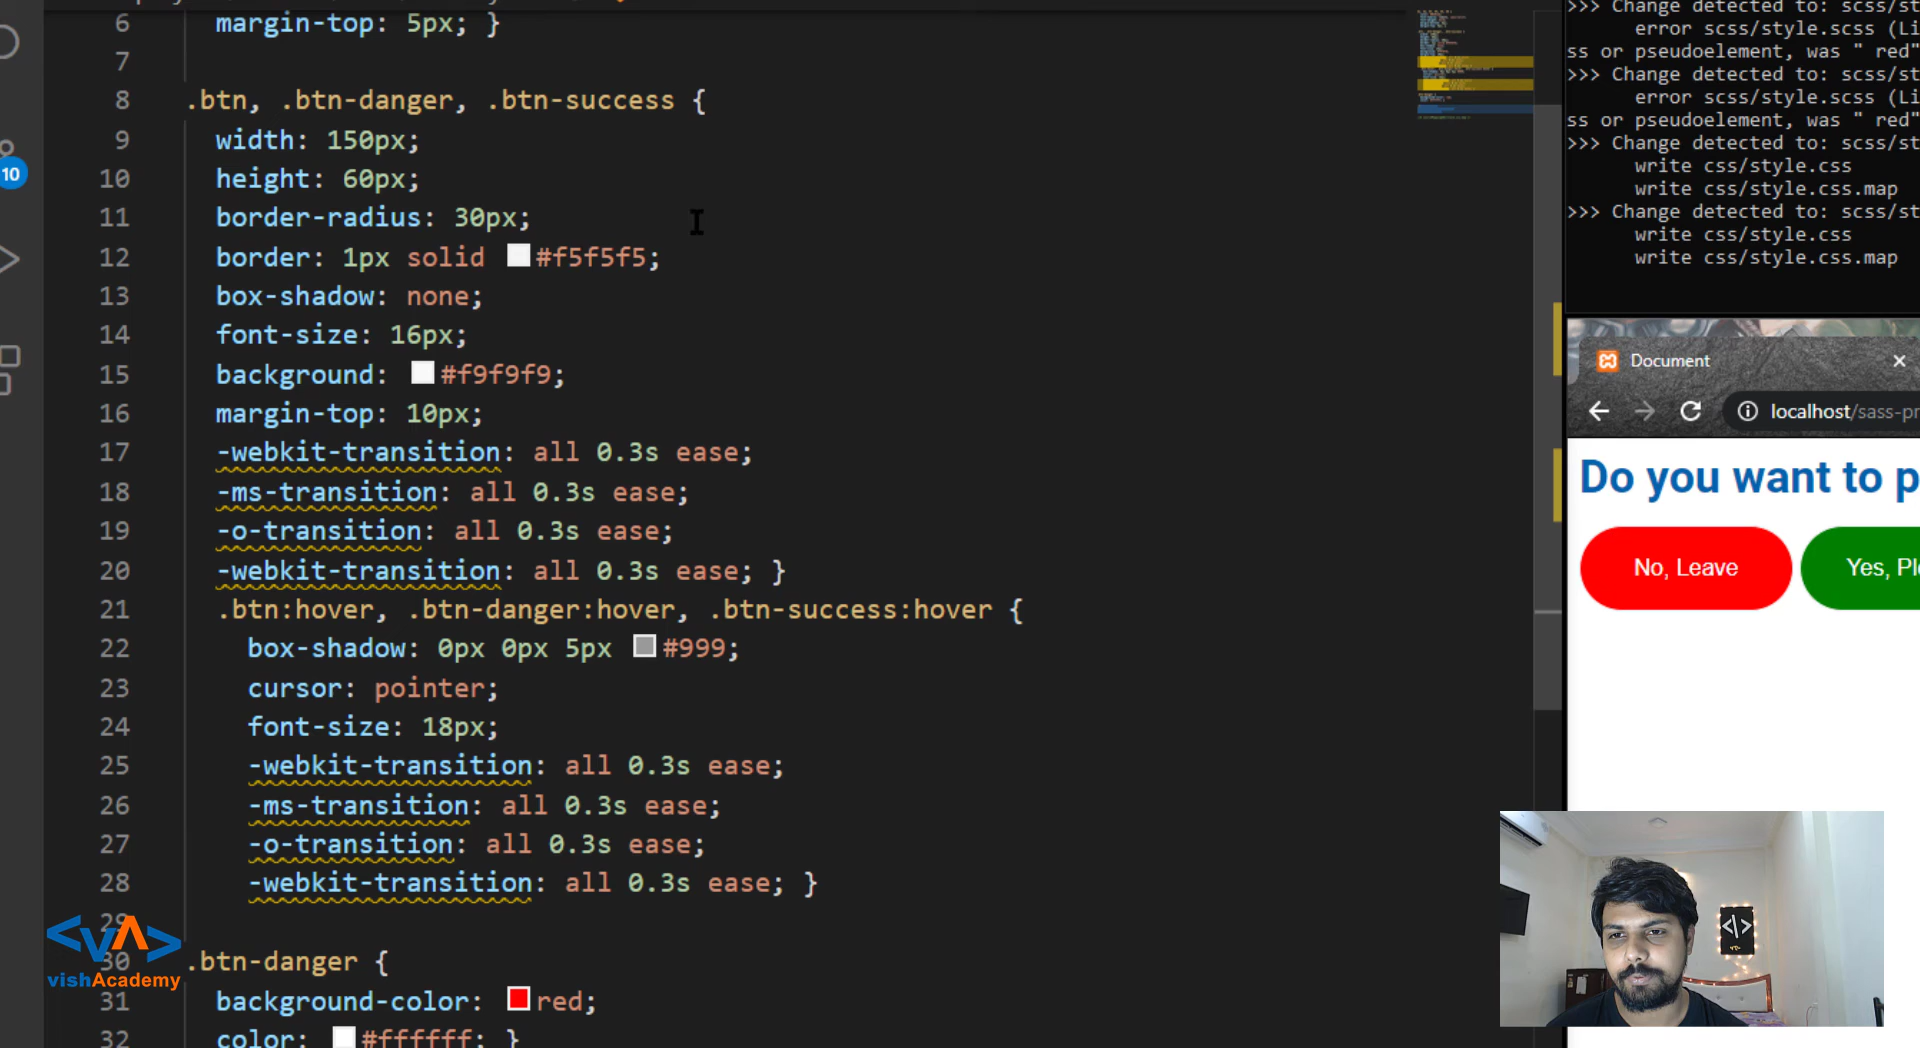 6 margin-top: 5px; }
7
8 .btn, .btn-danger, .btn-success {
9 width: 150px;
10 height: 60px;
11 border-radius: 30px;
12 border: 1px solid #f5f5f5;
13 box-shadow: none;
14 font-size: 16px;
15 background: #f9f9f9;
16 margin-top: 10px;
17 -webkit-transition: all 0.3s ease;
18 -ms-transition: all 0.3s ease;
19 -o-transition: all 0.3s ease;
20 -webkit-transition: all 0.3s ease; }
21 .btn:hover, .btn-danger:hover, .btn-success:hover {
22 box-shadow: 0px 0px 5px #999;
23 cursor: pointer;
24 font-size: 18px;
25 -webkit-transition: all 0.3s ease;
26 -ms-transition: all 0.3s ease;
27 -o-transition: all 0.3s ease;
28 -webkit-transition: all 0.3s ease; }
29
30 .btn-danger {
31 background-color: red;
32 color: #ffffff; }
10
<VA>
vishAcademy
>>> Change detected to: scss/st
error scss/style.scss (Li
ss or pseudoelement, was " red"
>>> Change detected to: scss/st
error scss/style.scss (Li
ss or pseudoelement, was " red"
>>> Change detected to: scss/st
write css/style.css
write css/style.css.map
>>> Change detected to: scss/st
write css/style.css
write css/style.css.map
Document
localhost/sass-pr
Do you want to p
No, Leave
Yes, Pl
</>